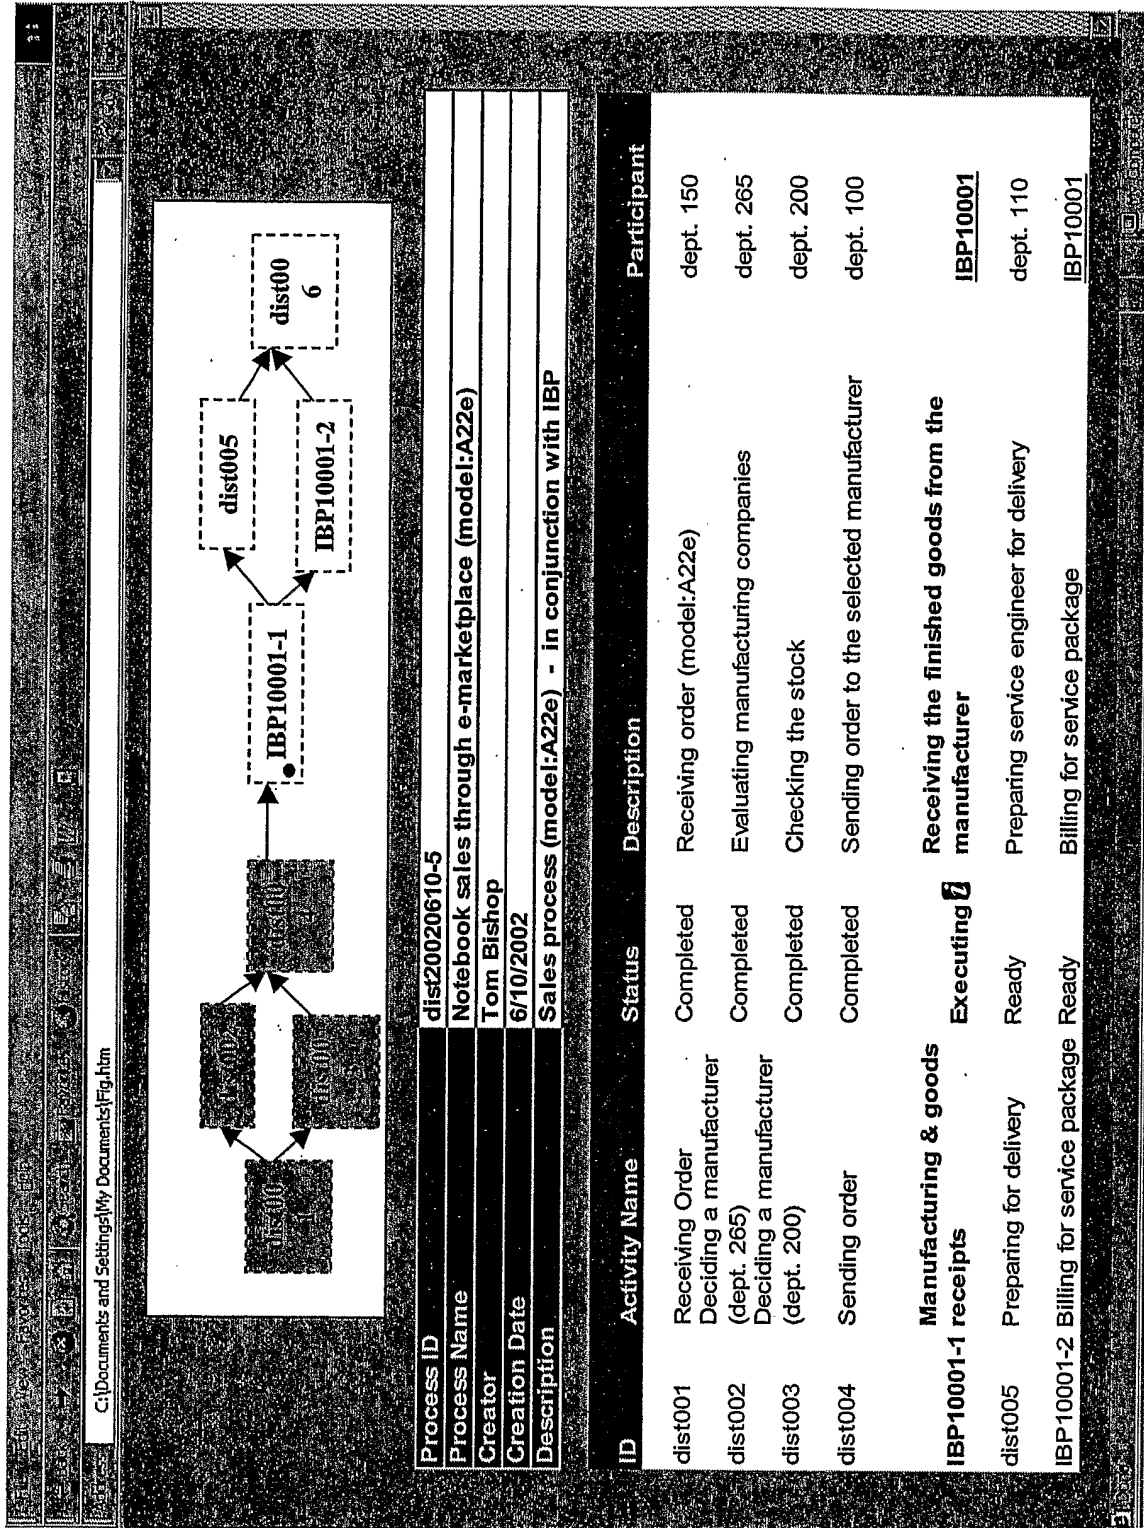 C:\Documents and Settings\My Documents\Fig.htm
dist00
dist002
dist00
dist00
IBP10001-1
dist005
IBP10001-2
dist00
6
Process ID dist20020610-5
Process Name Notebook sales through e-marketplace (model:A22e)
Creator Tom Bishop
Creation Date 6/10/2002
Description Sales process (model:A22e) - in conjunction with IBP
ID Activity Name Status Description Participant
dist001 Receiving Order Completed Receiving order (model:A22e) dept. 150
Deciding a manufacturer
dist002 (dept. 265) Completed Evaluating manufacturing companies dept. 265
Deciding a manufacturer
dist003 (dept. 200) Completed Checking the stock dept. 200
dist004 Sending order Completed Sending order to the selected manufacturer dept. 100
Manufacturing & goods Receiving the finished goods from the
IBP10001-1 receipts Executing manufacturer IBP10001
dist005 Preparing for delivery Ready Preparing service engineer for delivery dept. 110
IBP10001-2 Billing for service package Ready Billing for service package IBP10001